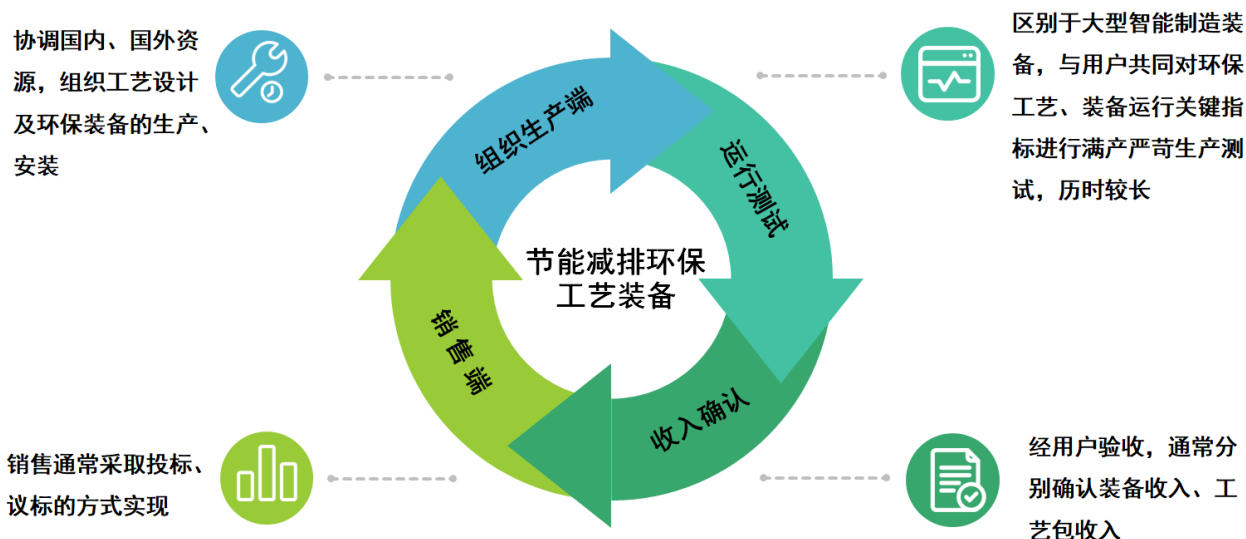 协调国内、国外资
源，组织工艺设计
及环保装备的生产、
安装
区别于大型智能制造装
备，与用户共同对环保
工艺、装备运行关键指
标进行满产严苛生产测
试，历时较长
组织生产端
运行测试
节能减排环保
工艺装备
销售端
收入确认
销售通常采取投标、
议标的方式实现
经用户验收，通常分
别确认装备收入、工
艺包收入